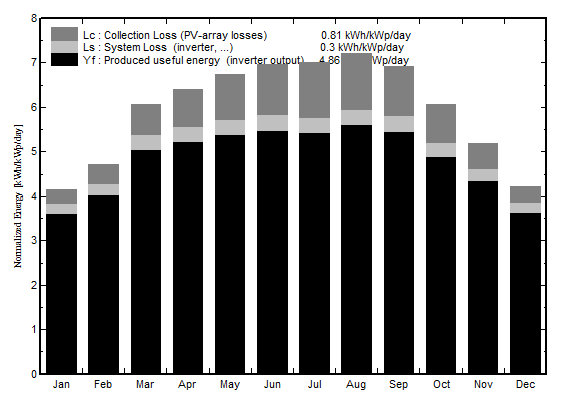 8
Lc : Collection Loss (PV-array losses) 0.81 kWh/kWp/day
Ls : System Loss (inverter, ...) 0.3 kWh/kWp/day
Yf : Produced useful energy (inverter output) 4.86
7
6
5
4
3
2
1
0
Normalized Energy [kWh/kWp/day]
Jan Feb Mar Apr May Jun Jul Aug Sep Oct Nov Dec